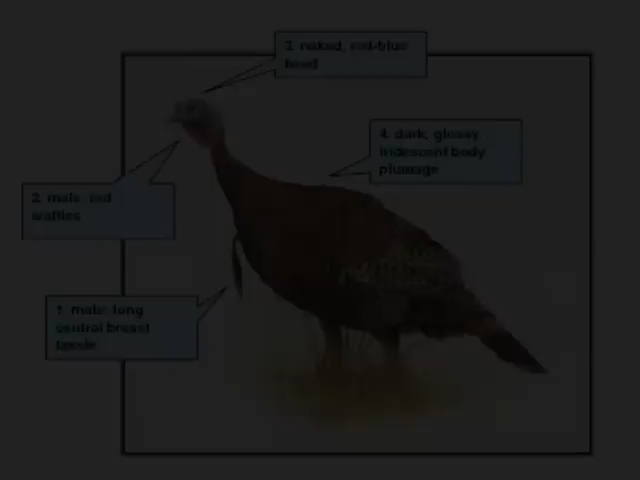 3. naked, red-blue
head
4. dark, glossy
iridescent body
plumage
2. male: red
wattles
1. male: long
central breast
tassle